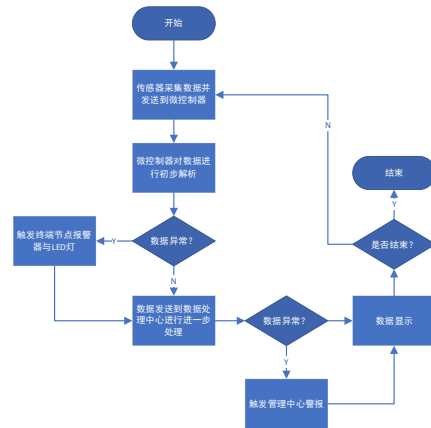 开始
传感器采集数据并
发送到微控制器
N
微控制器对数据进
行初步解析
结束
Y
触发终端节点报警
器与LED灯
Y
数据异常?
是否结束?
N
数据发送到数据处
理中心进行进一步
处理
数据异常?
数据显示
Y
触发管理中心警报